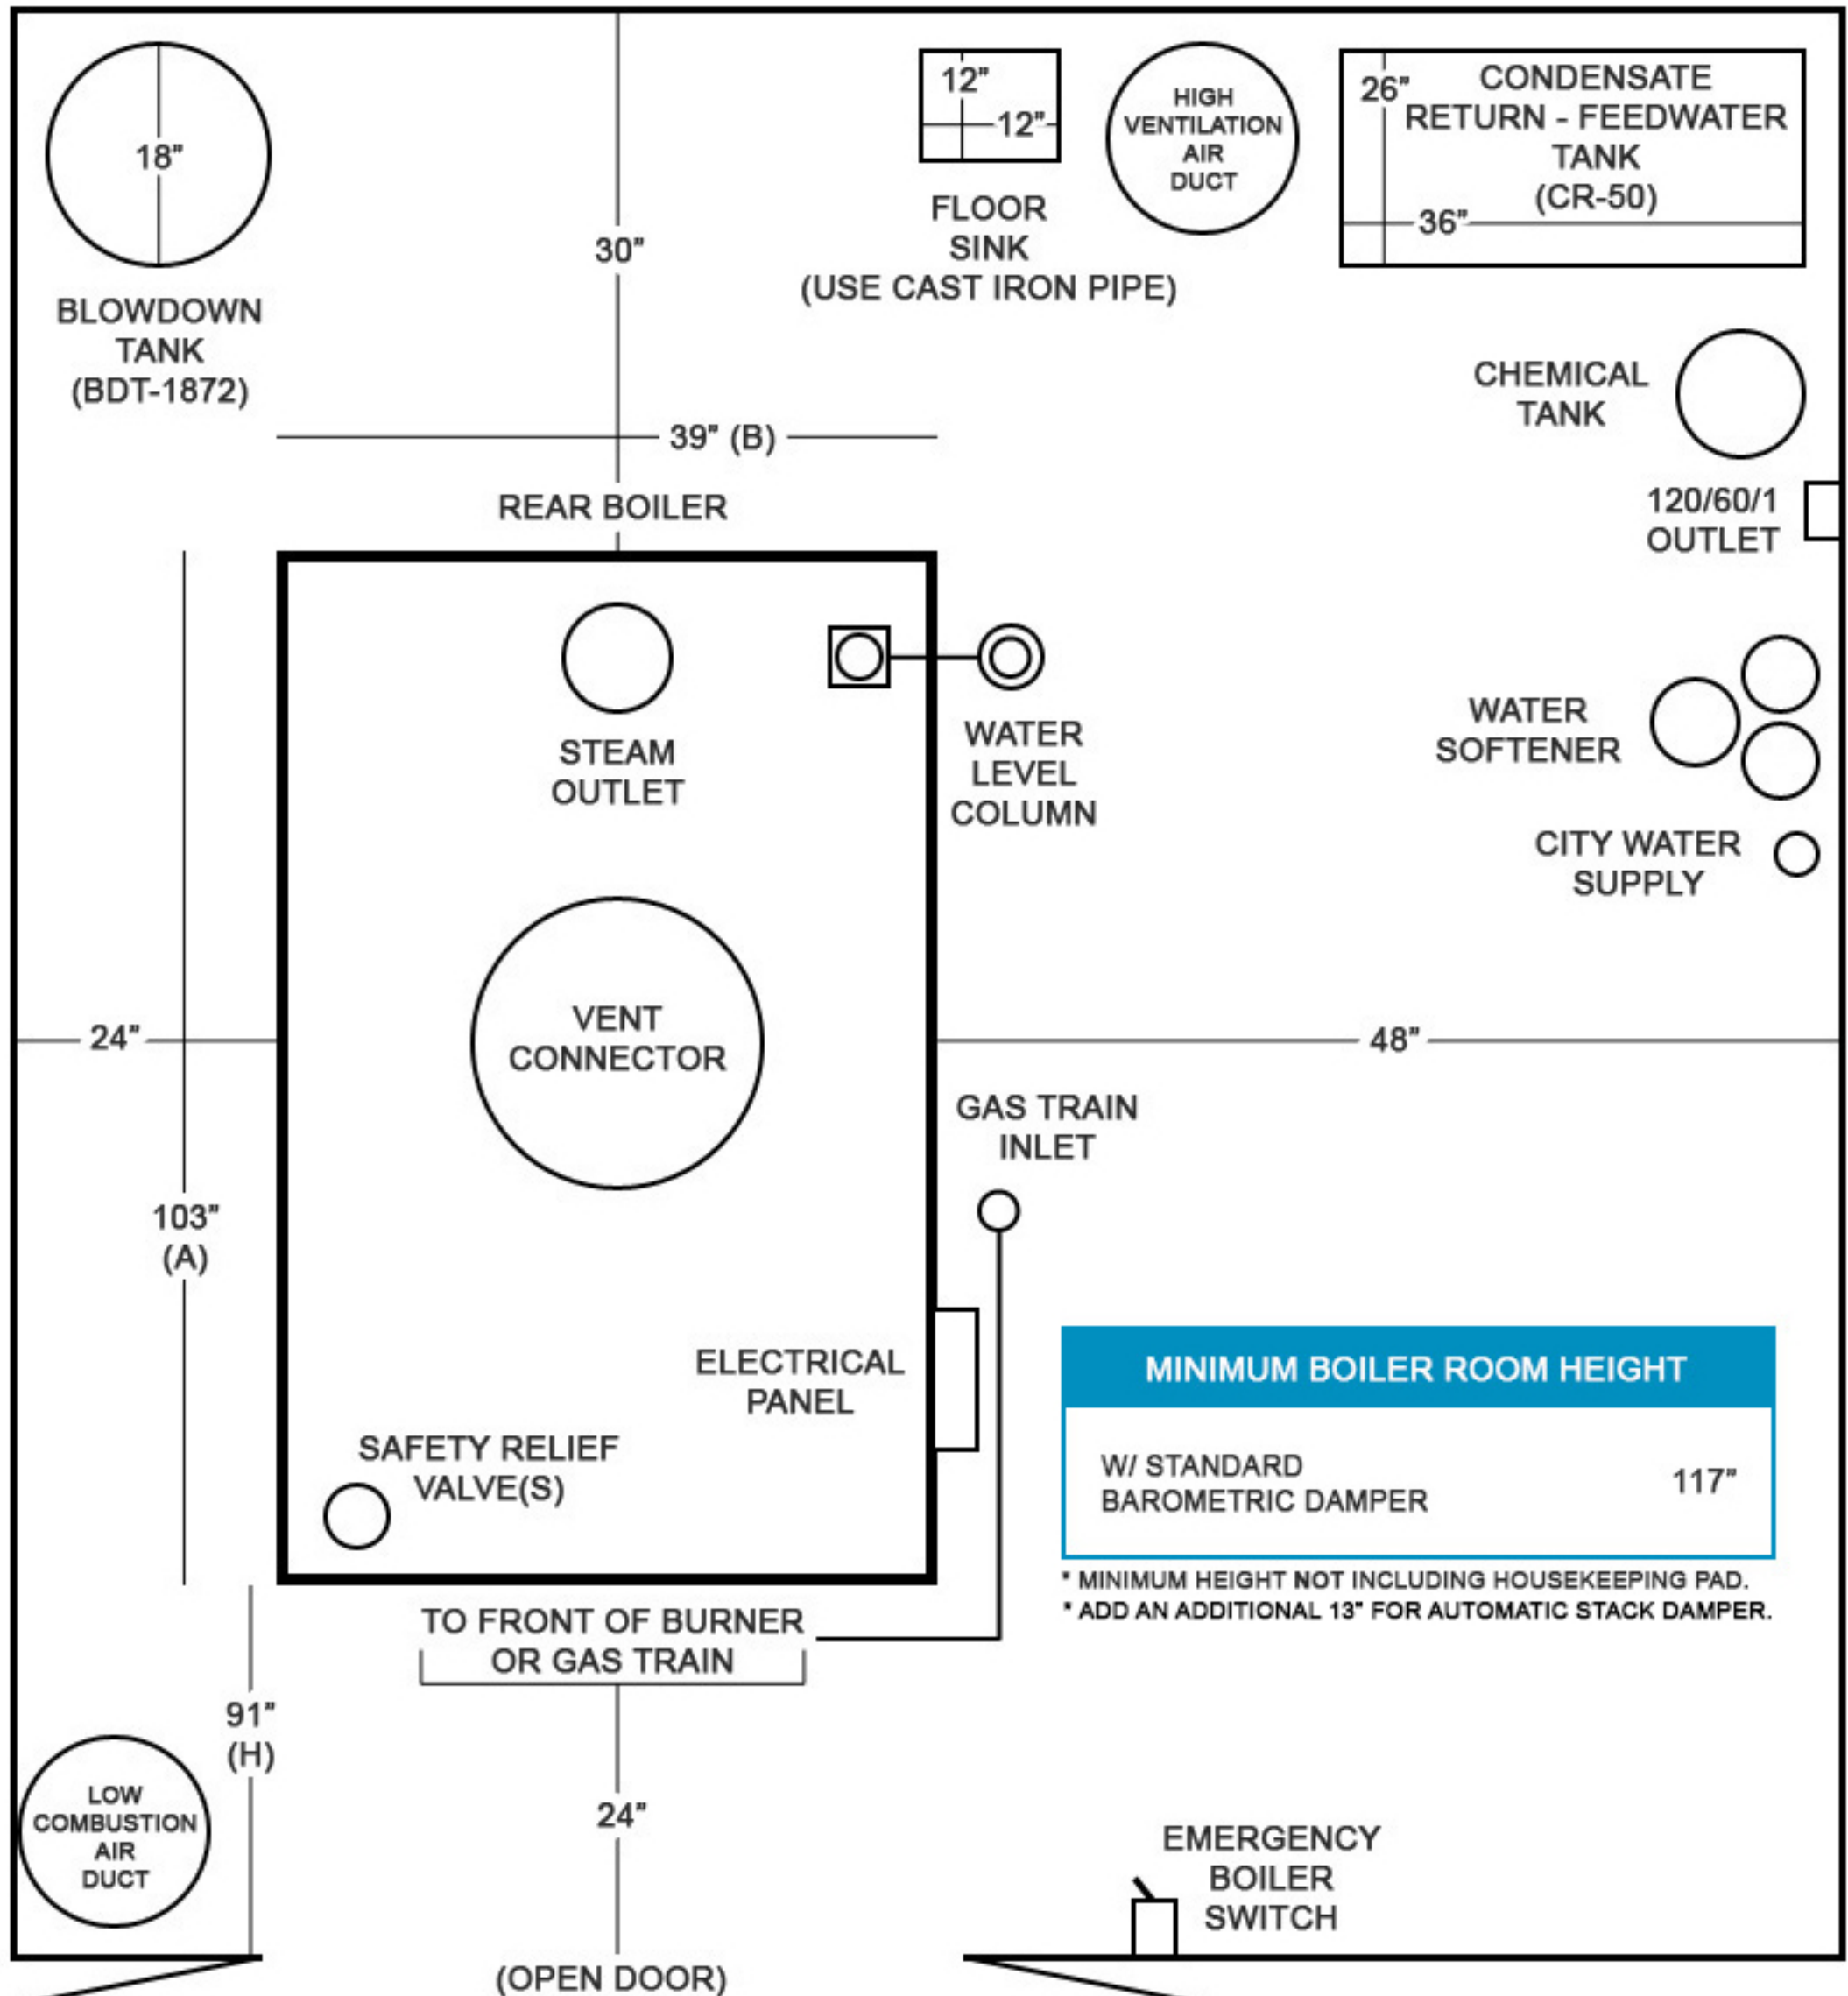 18”
BLOWDOWN
TANK
(BDT-1872)
30”
12”
12”
FLOOR
SINK
(USE CAST IRON PIPE)
HIGH
VENTILATION
AIR
DUCT
26”
CONDENSATE
RETURN - FEEDWATER
TANK
(CR-50)
36”
CHEMICAL
TANK
120/60/1
OUTLET
39” (B)
REAR BOILER
STEAM
OUTLET
WATER
LEVEL
COLUMN
WATER
SOFTENER
CITY WATER
SUPPLY
24”
VENT
CONNECTOR
48”
103”
(A)
GAS TRAIN
INLET
ELECTRICAL
PANEL
SAFETY RELIEF
VALVE(S)
MINIMUM BOILER ROOM HEIGHT
W/ STANDARD
BAROMETRIC DAMPER
117”
* MINIMUM HEIGHT NOT INCLUDING HOUSEKEEPING PAD.
* ADD AN ADDITIONAL 13” FOR AUTOMATIC STACK DAMPER.
TO FRONT OF BURNER
OR GAS TRAIN
91”
(H)
LOW
COMBUSTION
AIR
DUCT
24”
EMERGENCY
BOILER
SWITCH
(OPEN DOOR)